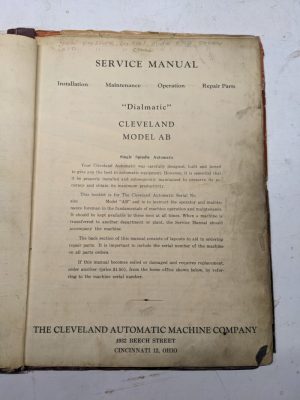 SERVICE MANUAL
Installation Maintenance Operation Repair Parts
"Dialmatic"
CLEVELAND
MODEL AB
Single Spindle Automatic
Your Cleveland Automatic was carefully designed, built and tested
to give you the best in automatic equipment. However, it is essential that
it be properly installed and subsequently maintained to preserve its ac-
curacy and obtain its maximum productivity.
This booklet is for The Cleveland Automatic Serial No.
size Model "AB" and is to instruct the operator and mainte-
nance foreman in the fundamentals of machine operation and maintenance.
It should be kept available to these men at all times. When a machine is
transferred to another department or plant, the Service Manual should
accompany the machine.
The back section of this manual consists of layouts to aid in ordering
repair parts. It is important to include the serial number of the machine
on all parts orders.
If this manual becomes soiled or damaged and requires replacement,
order another (price $1.50), from the home office shown below, by refer-
ring to the machine serial number.
THE CLEVELAND AUTOMATIC MACHINE COMPANY
4932 BEECH STREET
CINCINNATI 12, OHIO